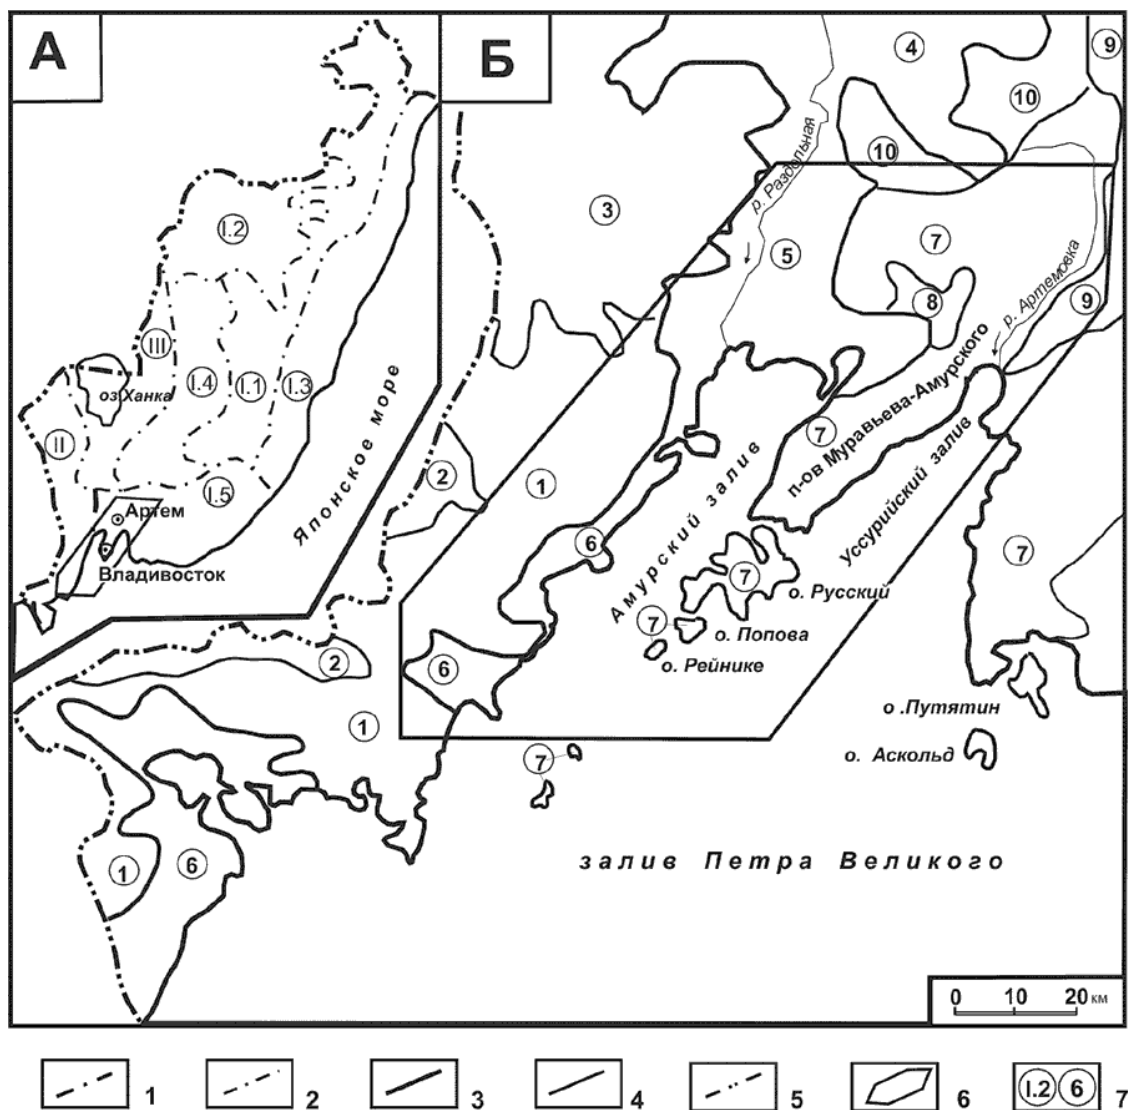 А
Б
4
9
10
10
р. Раздольная
3
I.2
7
5
8
9
р. Артемовка
III
оз. Ханка
I.4
I.1
I.3
II
Японское море
I.5
Артем
Владивосток
2
1
7
п-ов Муравьева-Амурского
Амурский залив
Уссурийский залив
6
7
7
о. Русский
7
о. Попова
о. Рейнике
2
6
1
о .Путятин
о. Аскольд
7
1
6
залив Петра Великого
0 10 20 км
1
2
3
4
5
6
I.2 6 7